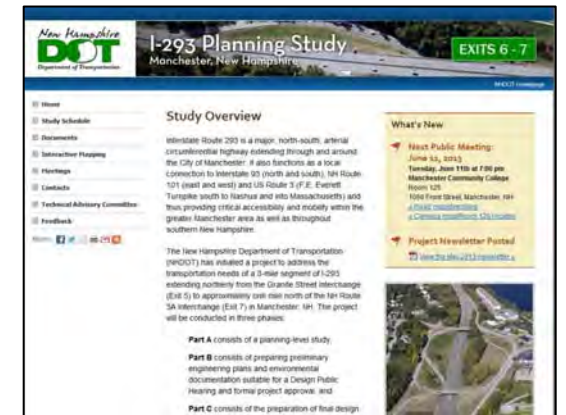 New Hampshire
DOT
Department of Transportation
I-293 Planning Study
Manchester, New Hampshire
EXITS 6 - 7
NHDOT Homepage
Home
Study Schedule
Documents
Interactive Mapping
Meetings
Contacts
Technical Advisory Committee
Feedback
Study Overview
Interstate Route 293 is a major, north-south, arterial
circumferential highway extending through and around
the City of Manchester. It also functions as a local
connection to Interstate 93 (north and south), NH Route
101 (east and west) and US Route 3 (F.E. Everett
Turnpike south to Nashua and into Massachusetts) and
thus providing critical accessibility and mobility within the
greater Manchester area as well as throughout
southern New Hampshire.
The New Hampshire Department of Transportation
(NHDOT) has initiated a project to address the
transportation needs of a 3-mile segment of I-293
extending northerly from the Granite Street Interchange
(Exit 5) to approximately one mile north of the NH Route
3A Interchange (Exit 7) in Manchester, NH. The project
will be conducted in three phases:
Part A consists of a planning-level study,
Part B consists of preparing preliminary
engineering plans and environmental
documentation suitable for a Design Public
Hearing and formal project approval, and
Part C consists of the preparation of final design
What's New
Next Public Meeting:
June 11, 2013
Tuesday, June 11th at 7:00 pm
Manchester Community College
Room 125
1066 Front Street, Manchester, NH
Project Newsletter Posted
View the May 2013 newsletter